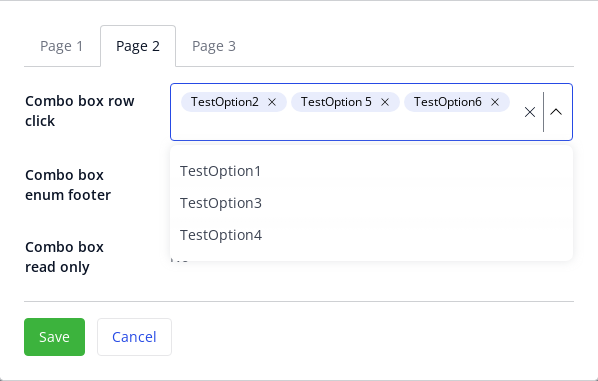 Page 1 Page 2 Page 3
Combo box row
click
TestOption2 TestOption 5 TestOption6
TestOption1
TestOption3
TestOption4
Combo box
enum footer
Combo box
read only
Save Cancel